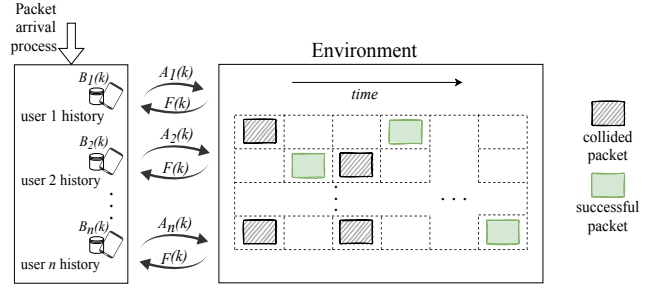 Packet
arrival
process
Environment
B1(k)
A1(k)
F(k)
user 1 history
B2(k)
A2(k)
F(k)
user 2 history
Bn(k)
An(k)
F(k)
user n history
time
collided
packet
successful
packet